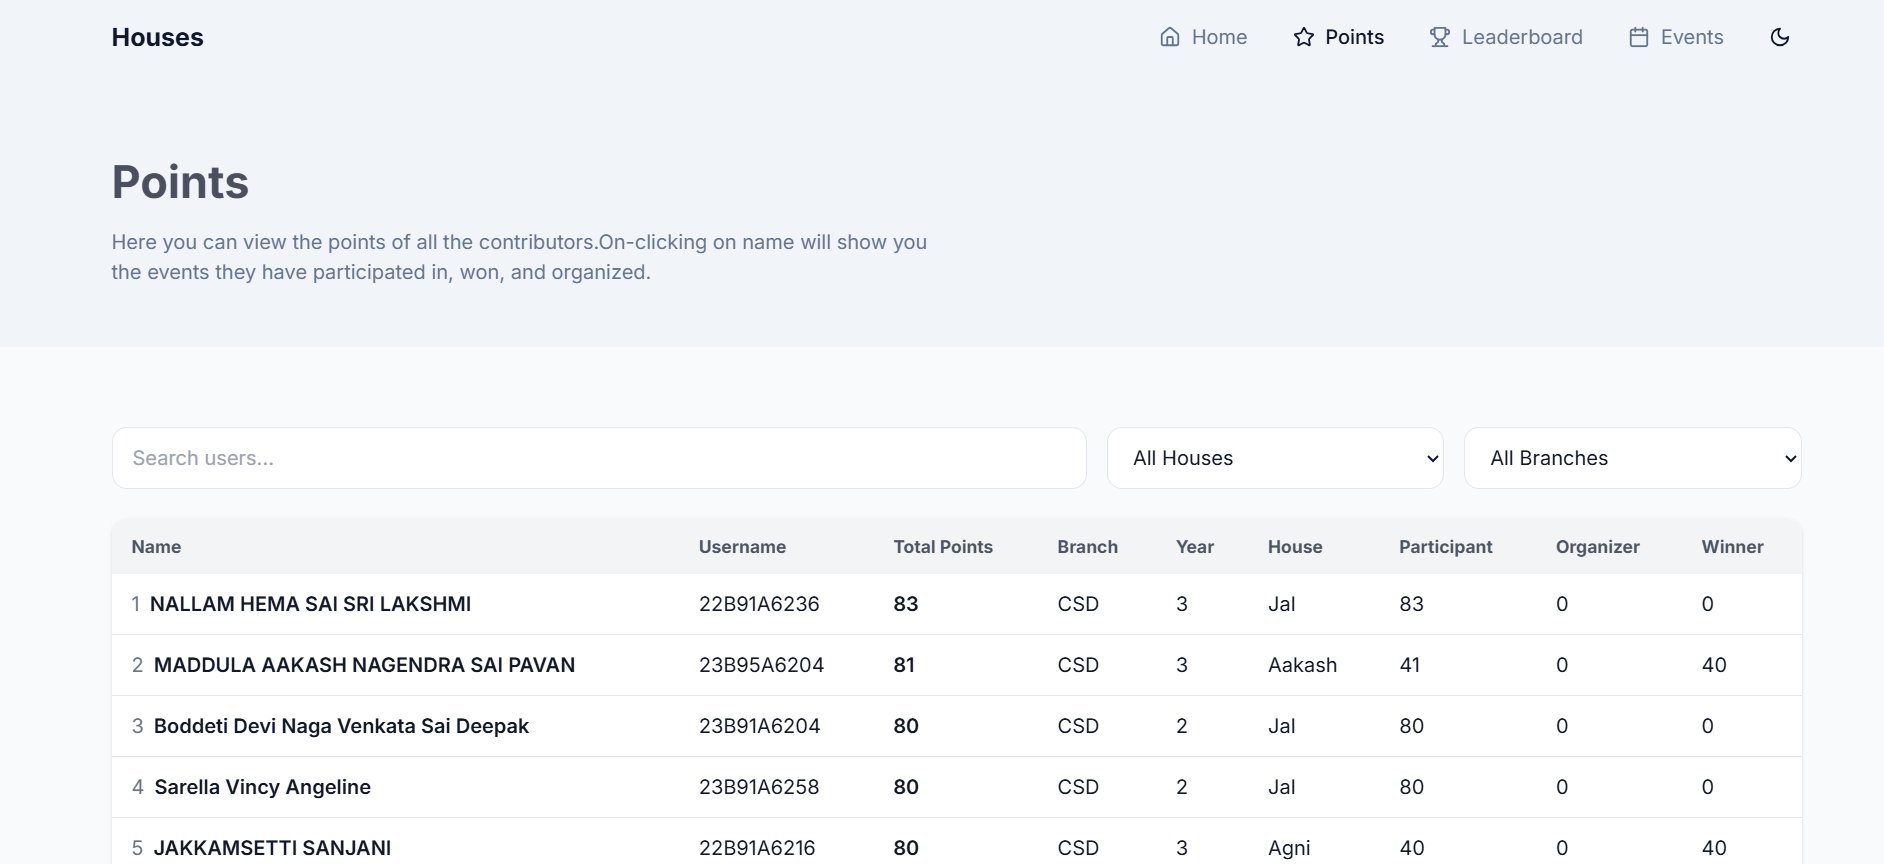 Houses
Home Points Leaderboard Events
Points
Here you can view the points of all the contributors.On-clicking on name will show you
the events they have participated in, won, and organized.
Search users...
All Houses
All Branches
Name Username Total Points Branch Year House Participant Organizer Winner
1 NALLAM HEMA SAI SRI LAKSHMI 22B91A6236 83 CSD 3 Jal 83 0 0
2 MADDULA AAKASH NAGENDRA SAI PAVAN 23B95A6204 81 CSD 3 Aakash 41 0 40
3 Boddeti Devi Naga Venkata Sai Deepak 23B91A6204 80 CSD 2 Jal 80 0 0
4 Sarella Vincy Angeline 23B91A6258 80 CSD 2 Jal 80 0 0
5 JAKKAMSETTI SANJANI 22B91A6216 80 CSD 3 Agni 40 0 40